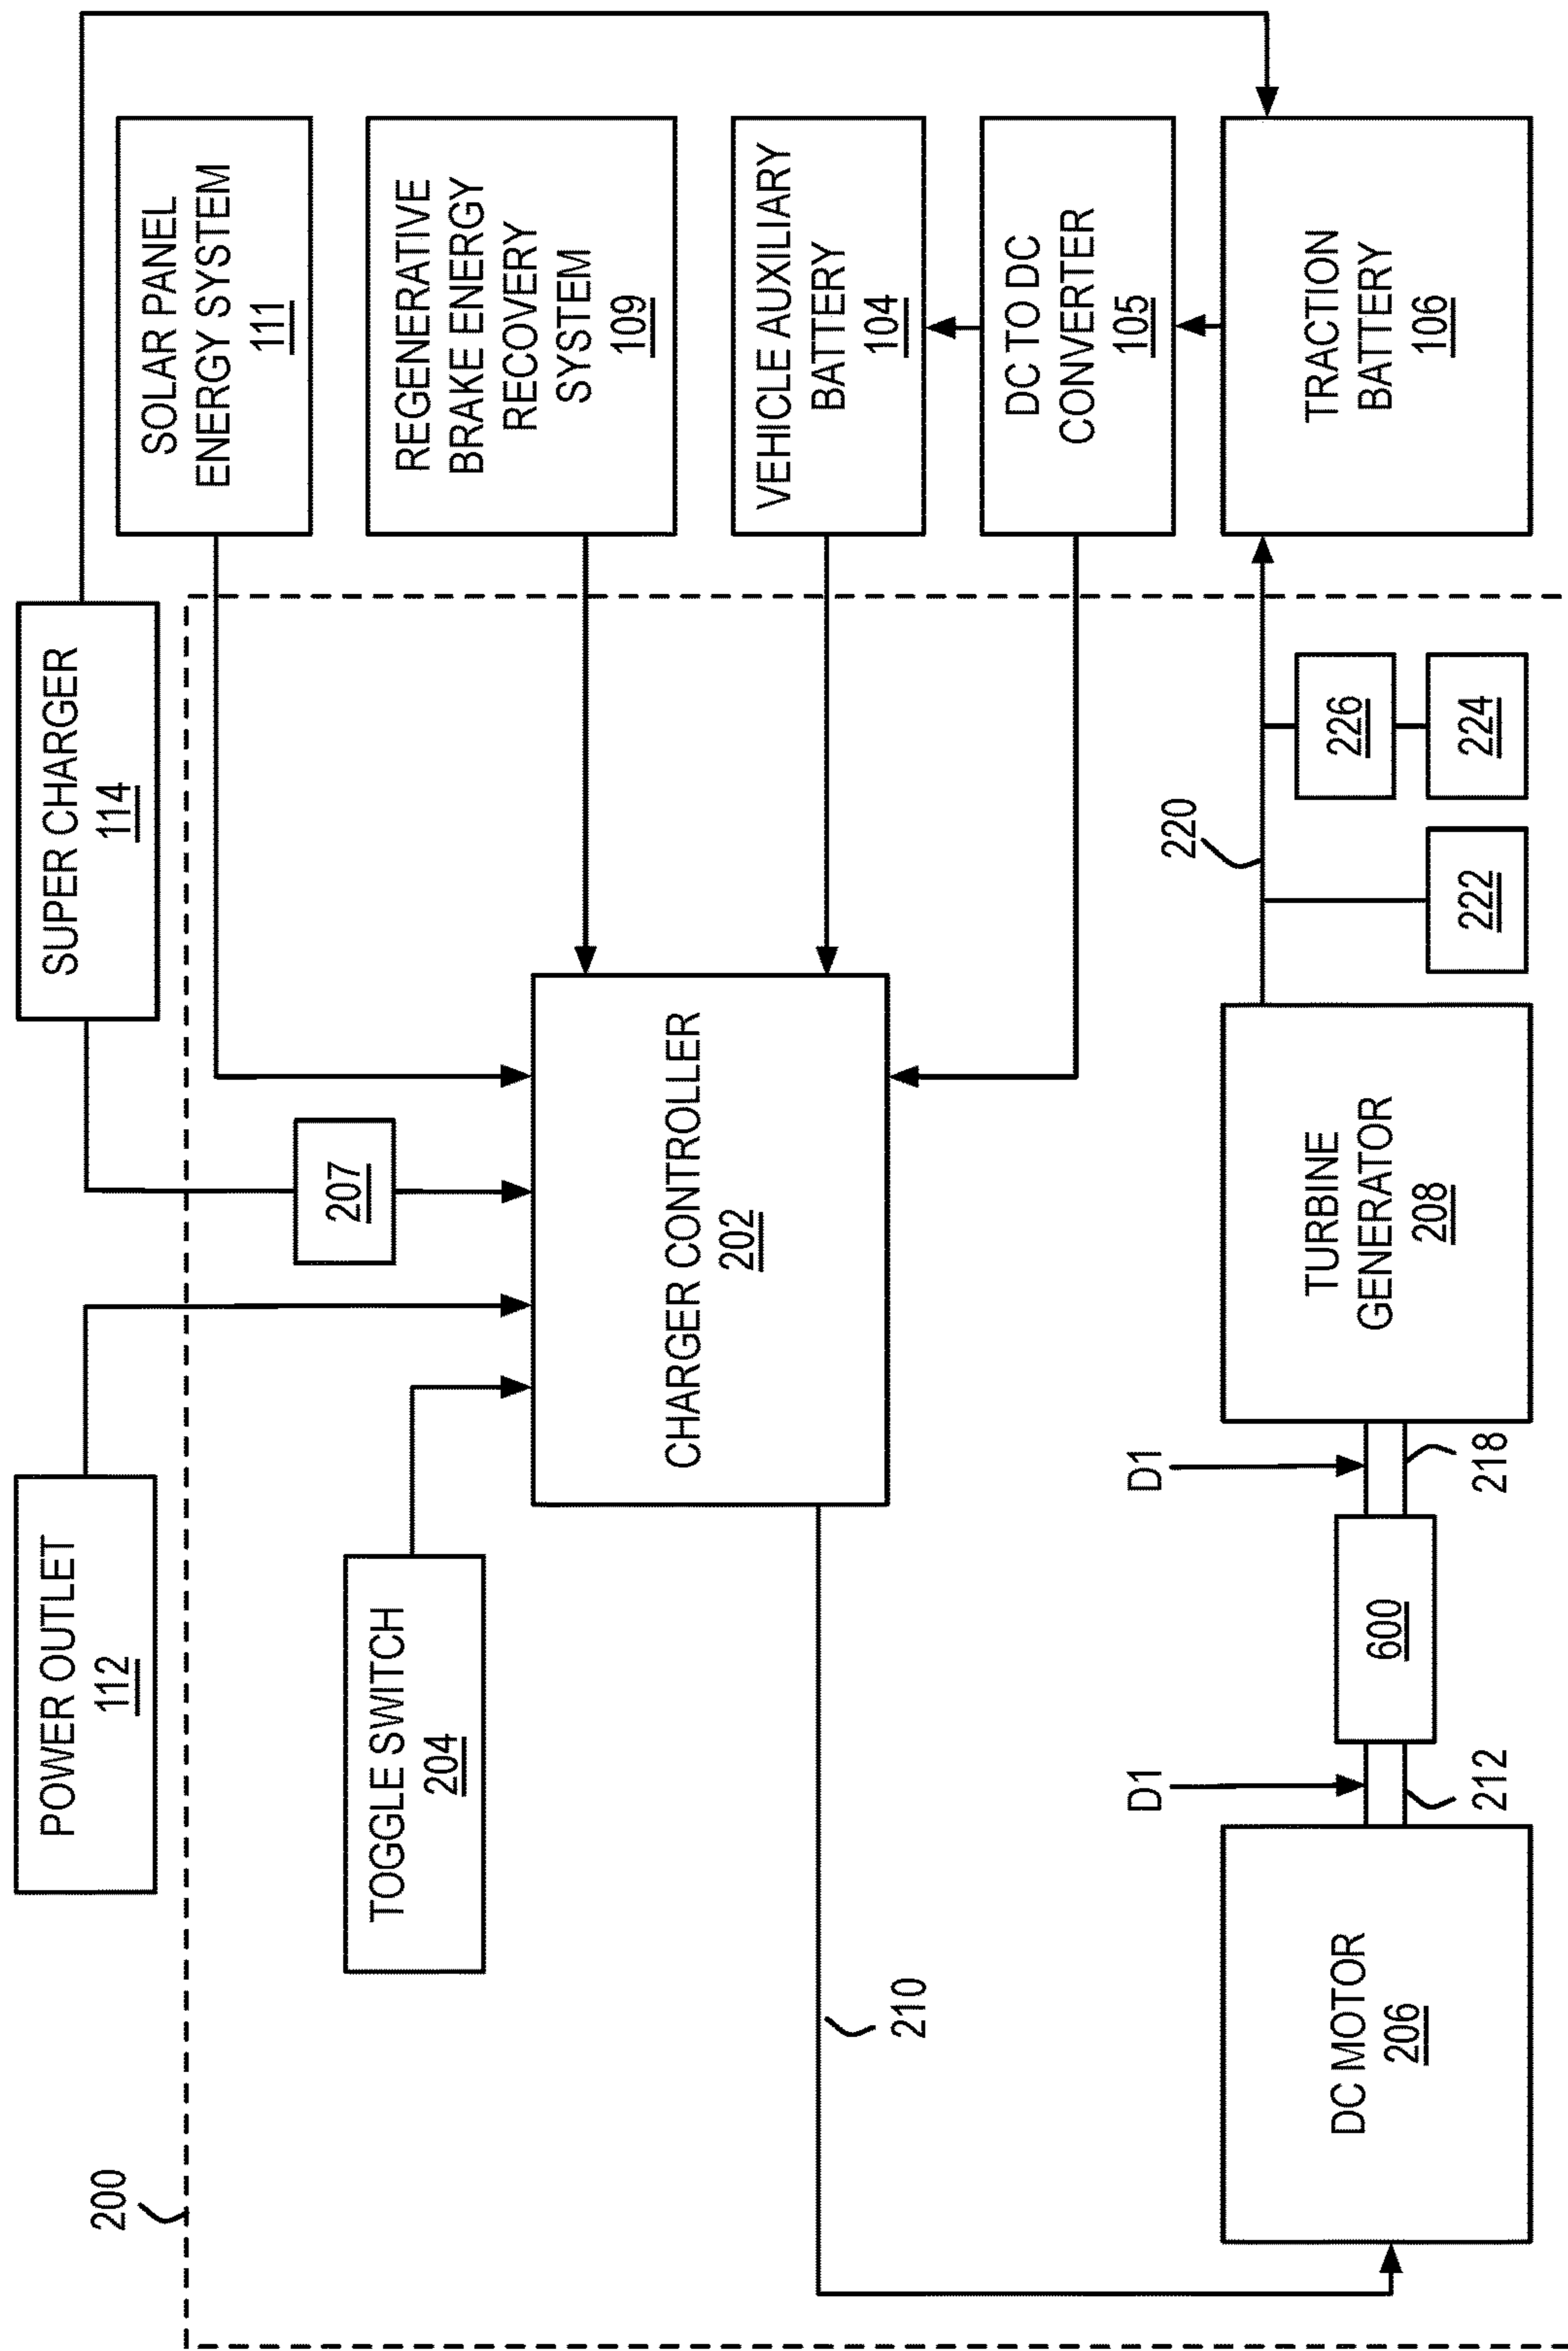 200
POWER OUTLET
112
SUPER CHARGER
114
SOLAR PANEL
ENERGY SYSTEM
111
TOGGLE SWITCH
204
207
REGENERATIVE
BRAKE ENERGY
RECOVERY
SYSTEM
109
CHARGER CONTROLLER
202
VEHICLE AUXILIARY
BATTERY
104
210
DC TO DC
CONVERTER
105
D1
D1
220
DC MOTOR
206
212
600
218
TURBINE
GENERATOR
208
222
226
224
TRACTION
BATTERY
106